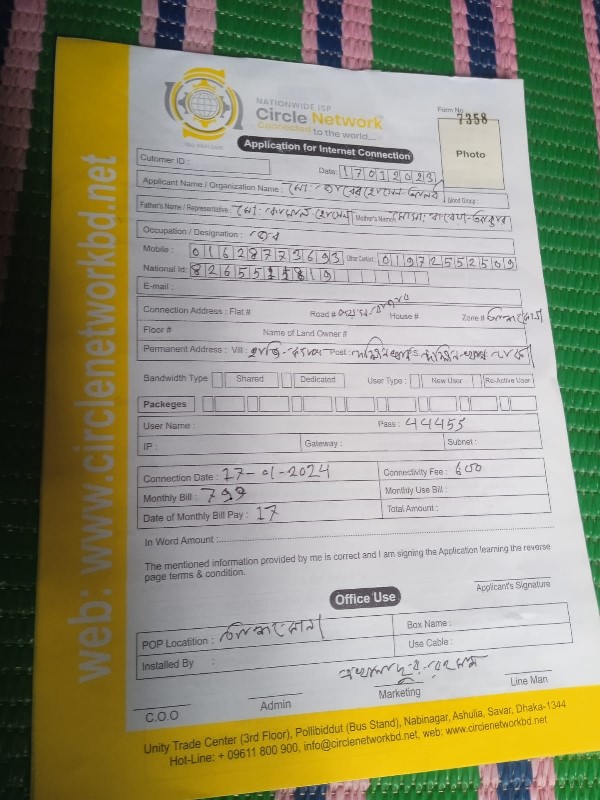 NATIONWIDE ISP
Circle Network
Connected to the world....
Form No.
7358
Photo
Application for Internet Connection
Cutomer ID :
Date: 17012023
Applicant Name / Organization Name : মো: Blood Group :
Father's Name / Representative : মো: Mother's Name :
Occupation / Designation :
Mobile : 01628773693 Other Contact : 01972552509
National Id:
E-mail :
Connection Address : Flat # Road # House # Zone #
Floor # Name of Land Owner #
Permanent Address : Vill : Post :
Bandwidth Type Shared Dedicated User Type : New User Re-Active User
Packeges
User Name : Pass : 44455
IP : Gateway : Subnet :
Connection Date : 17-01-2024 Connectivity Fee : 600
Monthly Bill : 799 Monthly Use Bill :
Date of Monthly Bill Pay : 17 Total Amount :
In Word Amount :
The mentioned information provided by me is correct and I am signing the Application learning the reverse
page terms & condition.
Applicant's Signature
Office Use
POP Locatition : Box Name :
Installed By : Use Cable :
C.O.O Admin Marketing Line Man
Unity Trade Center (3rd Floor), Pollibiddut (Bus Stand), Nabinagar, Ashulia, Savar, Dhaka-1344
Hot-Line: + 09611 800 900, info@circlenetworkbd.net, web: www.circlenetworkbd.net
web: www.circlenetworkbd.net